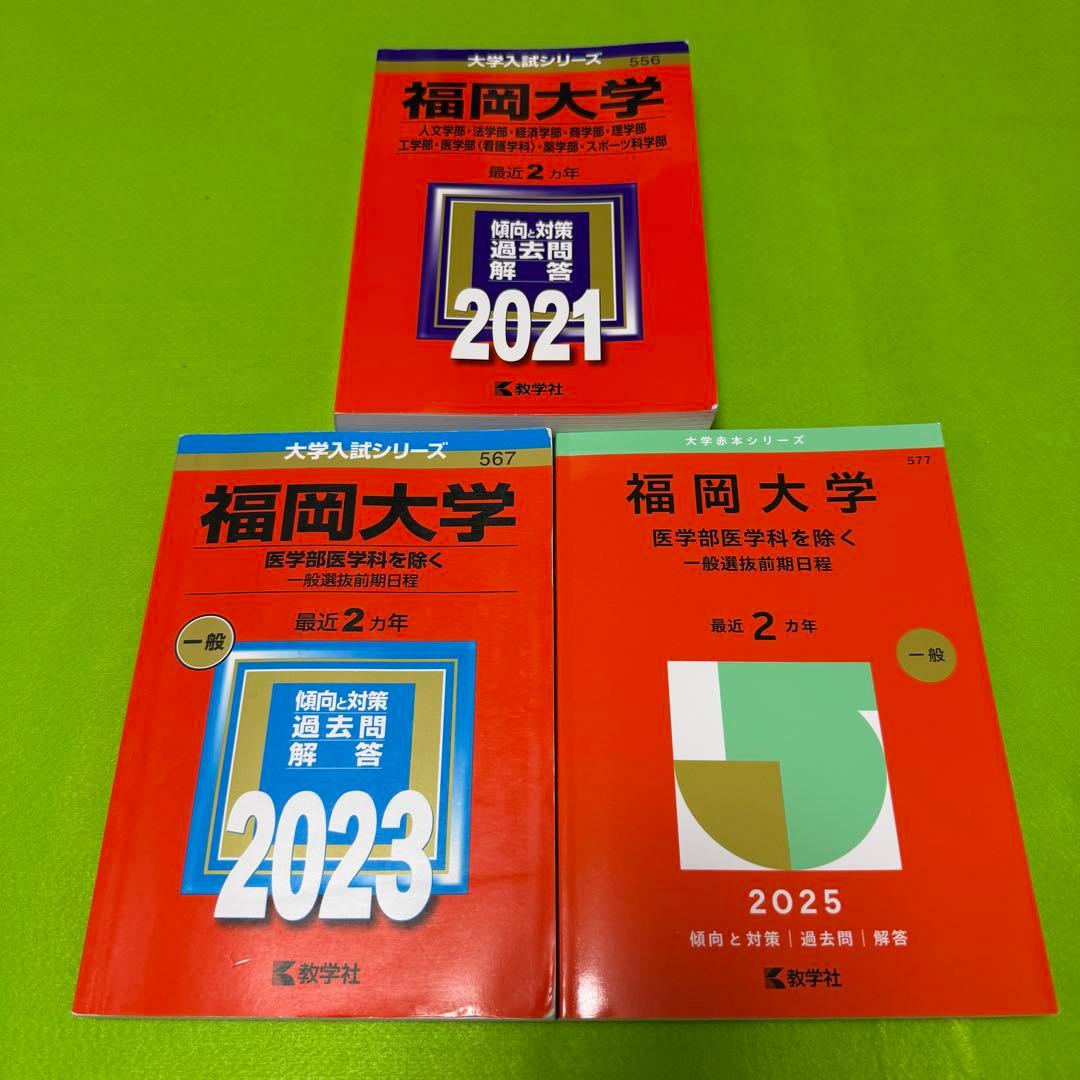 大学入試シリーズ
556
福岡大学
人文学部・法学部・経済学部・商学部・理学部
工学部・医学部〈看護学科〉・薬学部・スポーツ科学部
最近2カ年
傾向と対策
過去問
解答
2021
教学社
大学入試シリーズ
567
福岡大学
医学部医学科を除く
一般選抜前期日程
最近2カ年
一般
傾向と対策
過去問
解答
2023
教学社
大学赤本シリーズ
577
福岡大学
医学部医学科を除く
一般選抜前期日程
最近2カ年
一般
2025
傾向と対策｜過去問｜解答
教学社